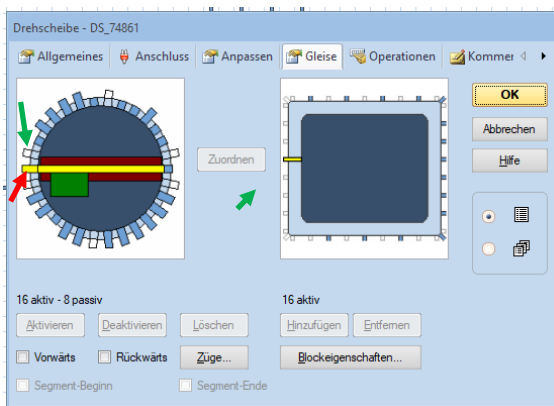 Drehscheibe - DS_74861
Allgemeines Anschluss Anpassen Gleise Operationen Kommer
OK
Zuordnen
Abbrechen
Hilfe
16 aktiv - 8 passiv 16 aktiv
Aktivieren Deaktivieren Löschen Hinzufügen Entfernen
Vorwärts Rückwärts Züge... Blockeigenschaften...
Segment-Beginn Segment-Ende